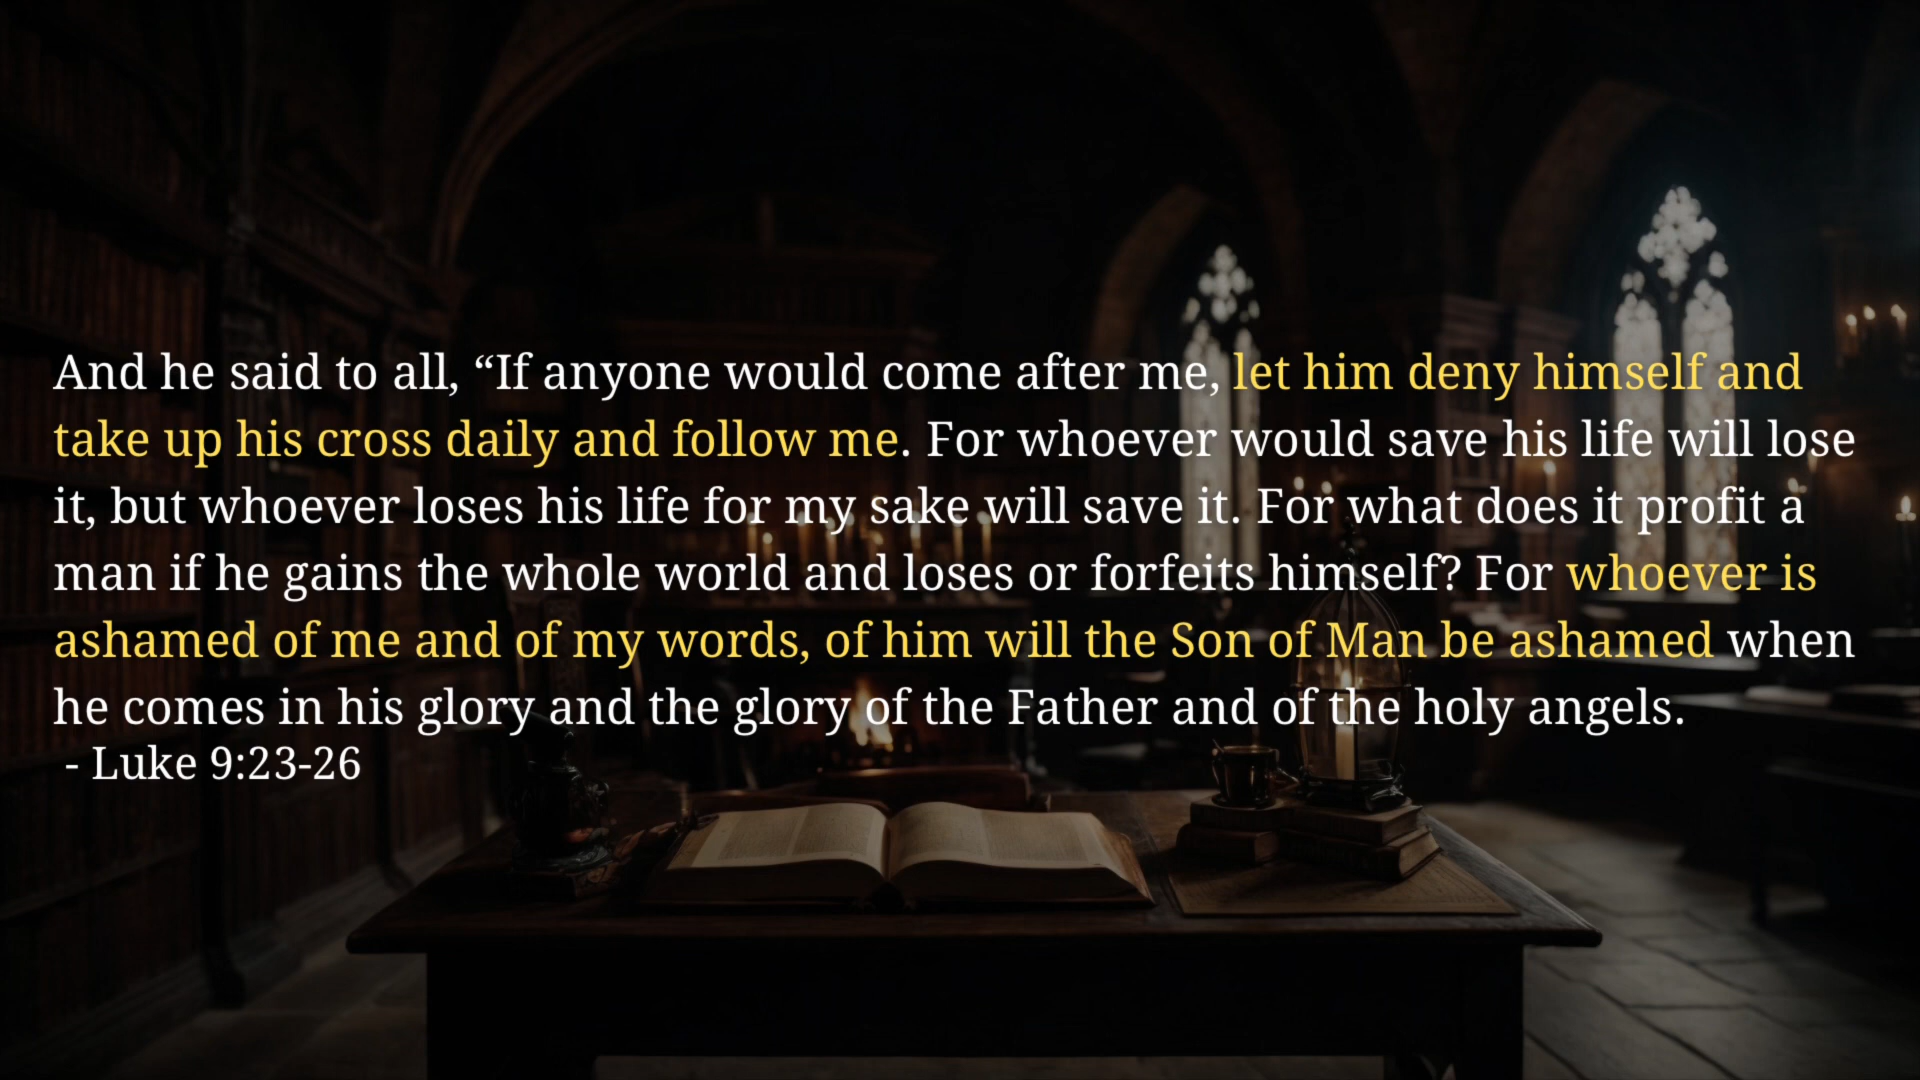 And he said to all, “If anyone would come after me, let him deny himself and
take up his cross daily and follow me. For whoever would save his life will lose
it, but whoever loses his life for my sake will save it. For what does it profit a
man if he gains the whole world and loses or forfeits himself? For whoever is
ashamed of me and of my words, of him will the Son of Man be ashamed when
he comes in his glory and the glory of the Father and of the holy angels.
- Luke 9:23-26